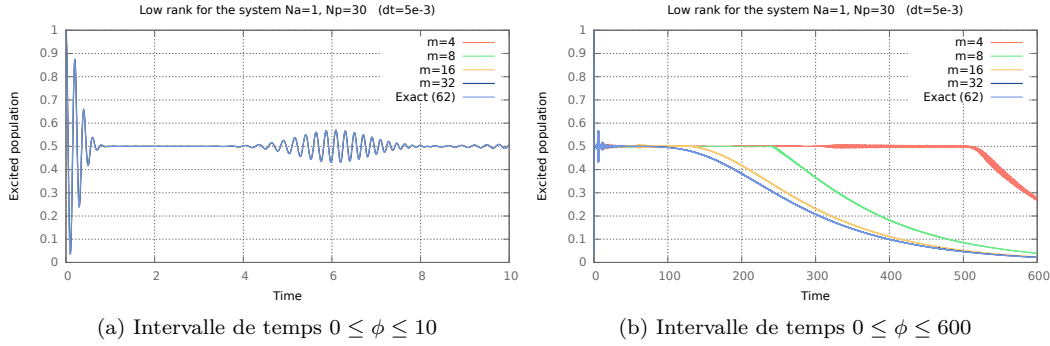 Low rank for the system Na=1, Np=30 (dt=5e-3)
1
0.9
0.8
0.7
0.6
0.5
0.4
0.3
0.2
0.1
0
Excited population
m=4
m=8
m=16
m=32
Exact (62)
0 2 4 6 8 10
Time
(a) Intervalle de temps 0 ≤ ϕ ≤ 10
Low rank for the system Na=1, Np=30 (dt=5e-3)
1
0.9
0.8
0.7
0.6
0.5
0.4
0.3
0.2
0.1
0
Excited population
m=4
m=8
m=16
m=32
Exact (62)
0 100 200 300 400 500 600
Time
(b) Intervalle de temps 0 ≤ ϕ ≤ 600